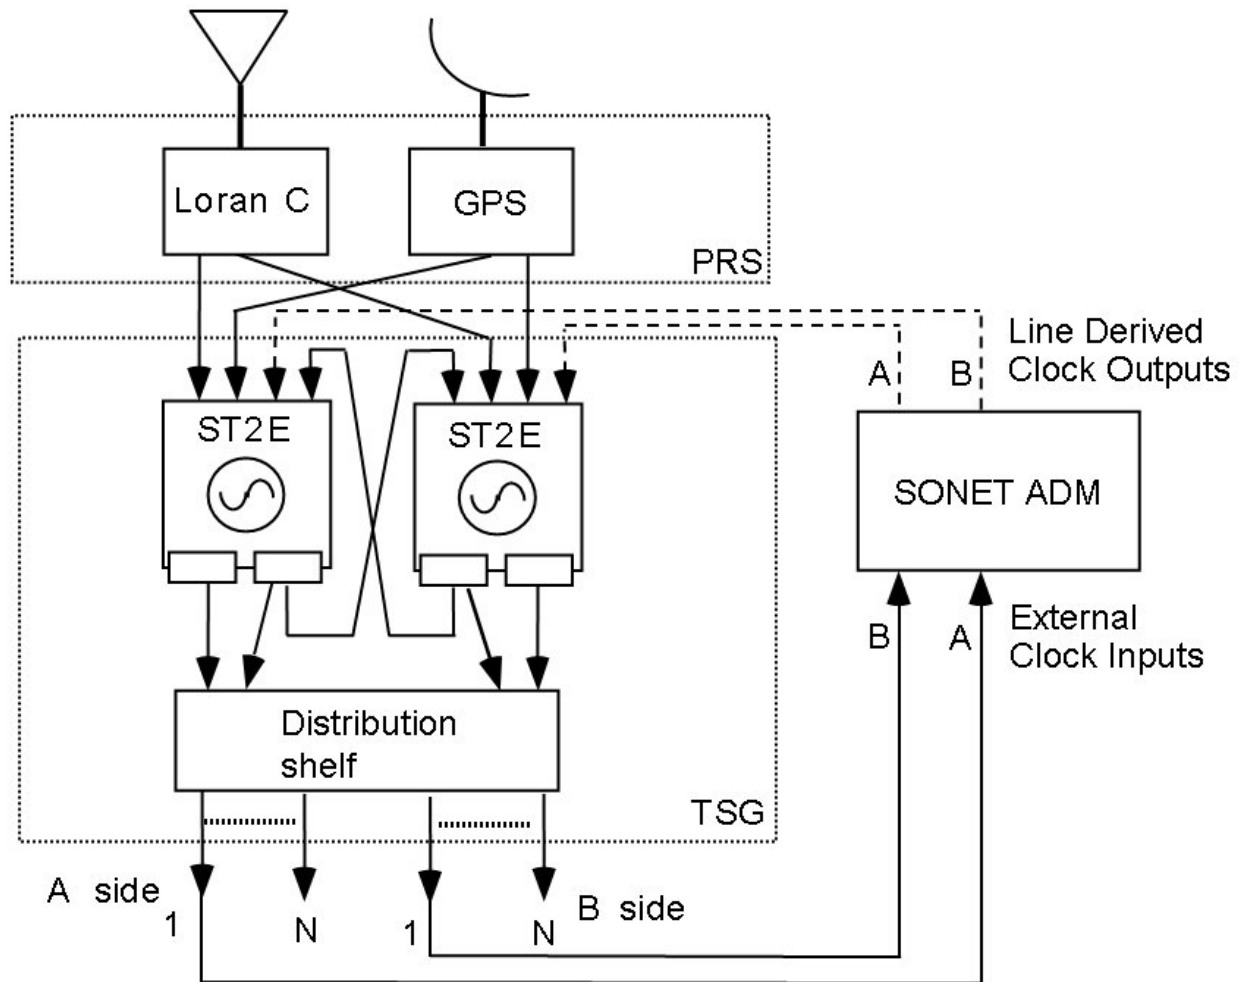 Loran C
GPS
PRS
Line Derived
Clock Outputs
A
B
ST2E
ST2E
SONET ADM
External
Clock Inputs
B
A
Distribution
shelf
TSG
A side
1
N
1
N
B side